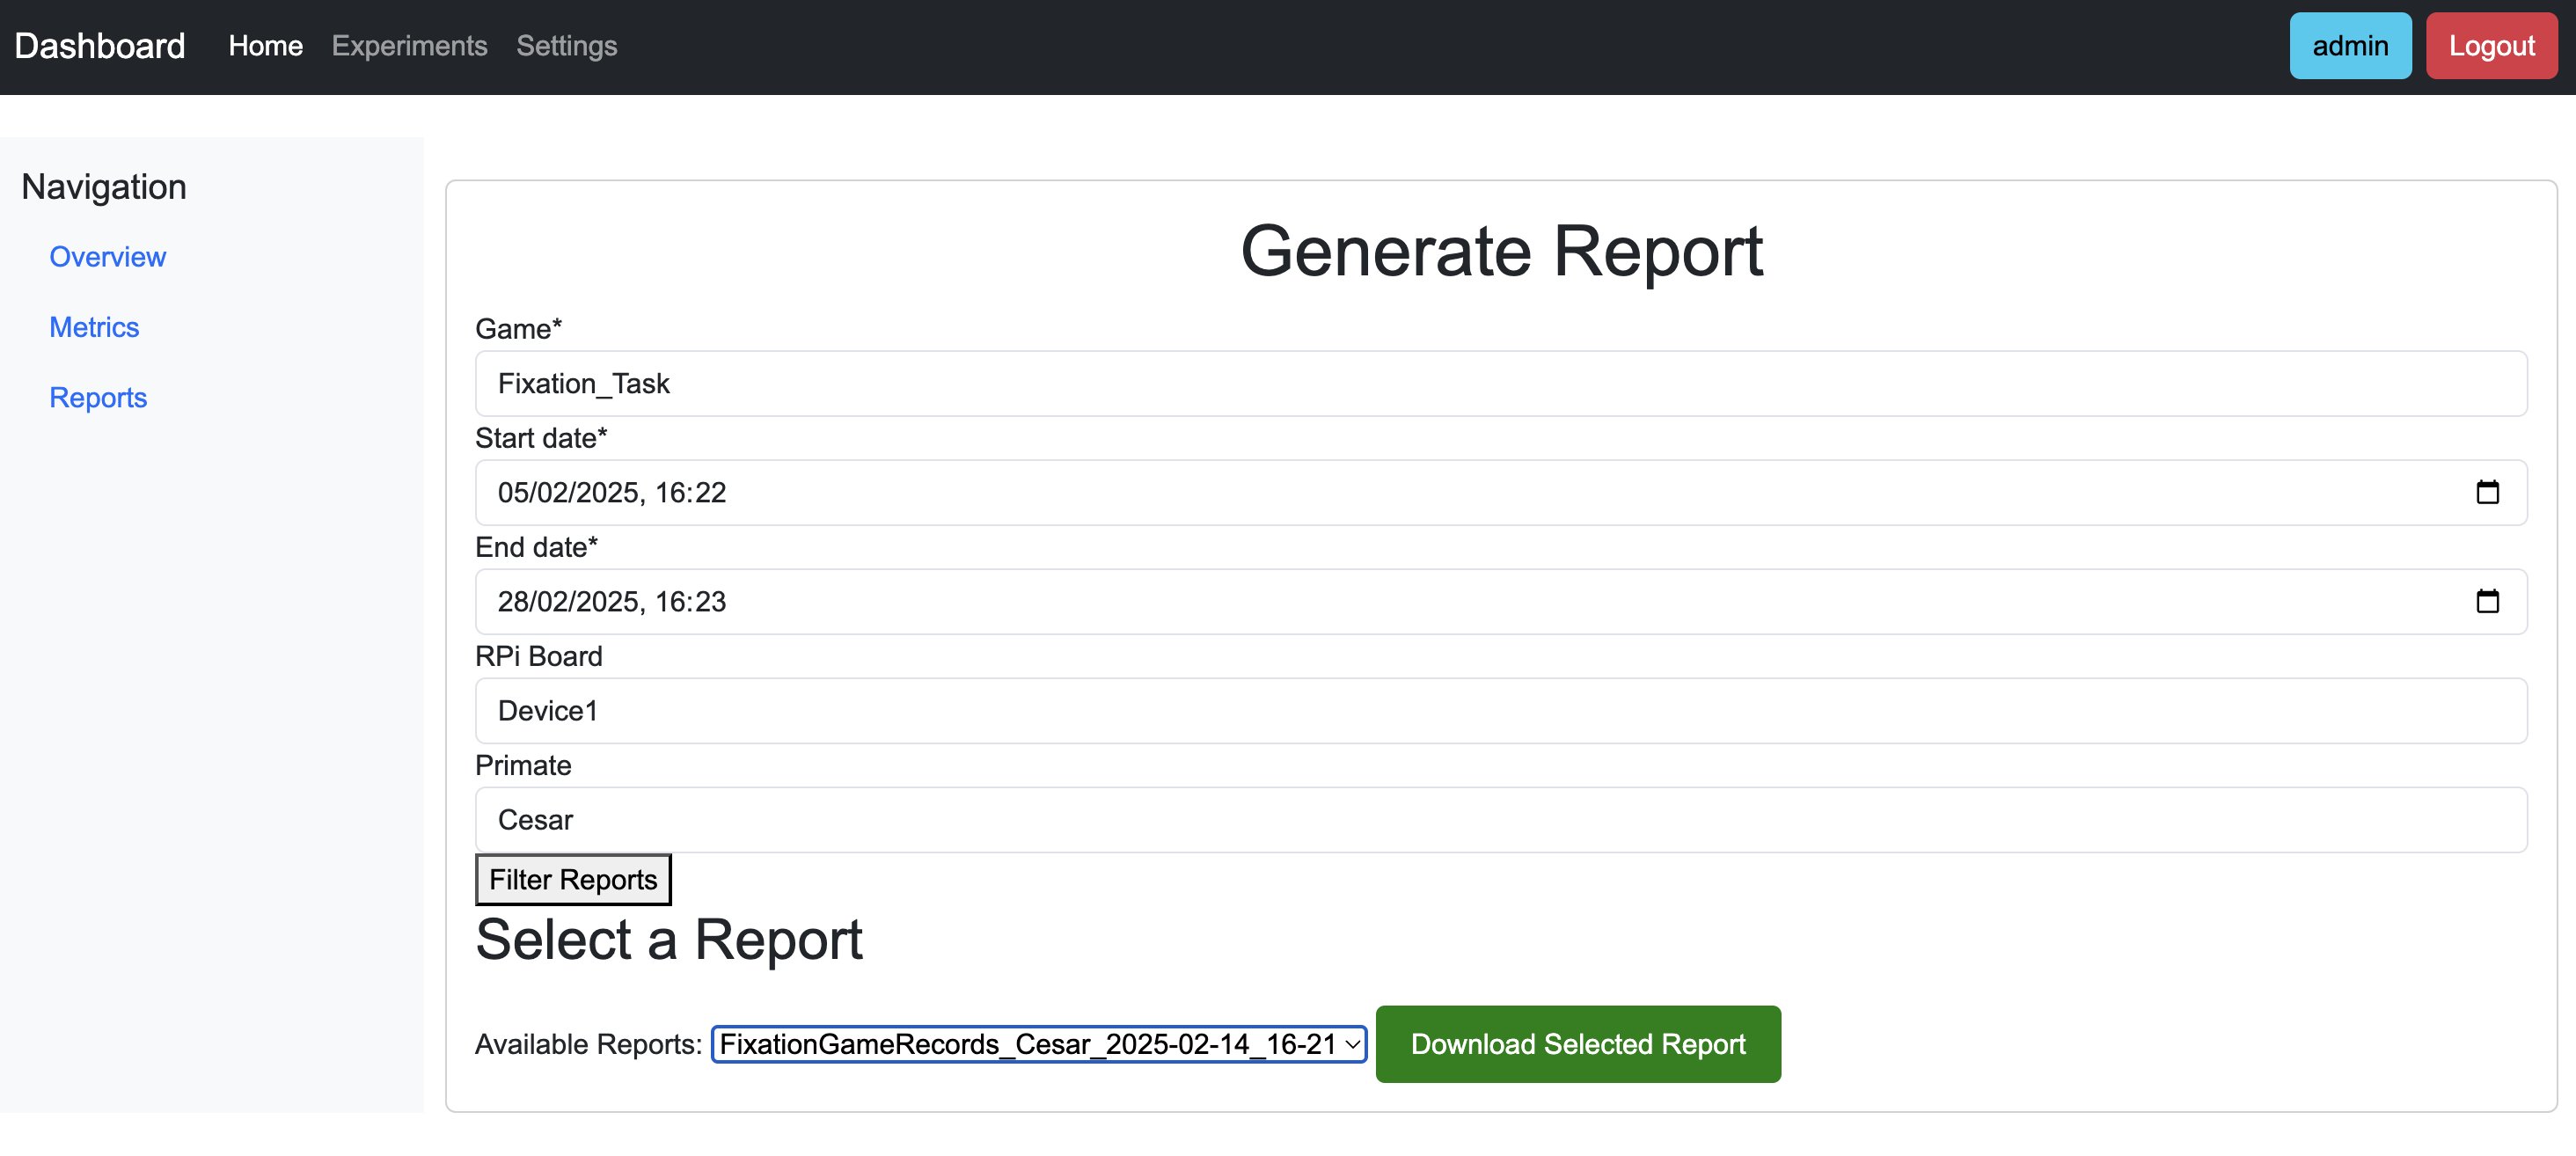 Dashboard Home Experiments Settings admin Logout
Navigation
Overview
Metrics
Reports
Generate Report
Game*
Fixation_Task
Start date*
05/02/2025, 16:22
End date*
28/02/2025, 16:23
RPi Board
Device1
Primate
Cesar
Filter Reports
Select a Report
Available Reports: FixationGameRecords_Cesar_2025-02-14_16-21 Download Selected Report